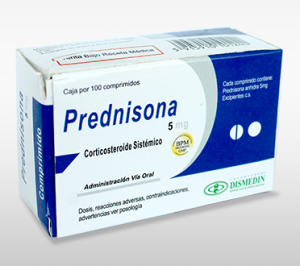 Venta Bajo Receta Médica
Caja por 100 comprimidos
Prednisona
5 mg
Corticosteroide Sistémico
BPM
Administración Vía Oral
Dosis, reacciones adversas, contraindicaciones,
advertencias ver posología
Cada comprimido contiene:
Prednisona anhidra 5mg
Excipientes c.s.
DISMEDIN
Prednisona
Comprimido